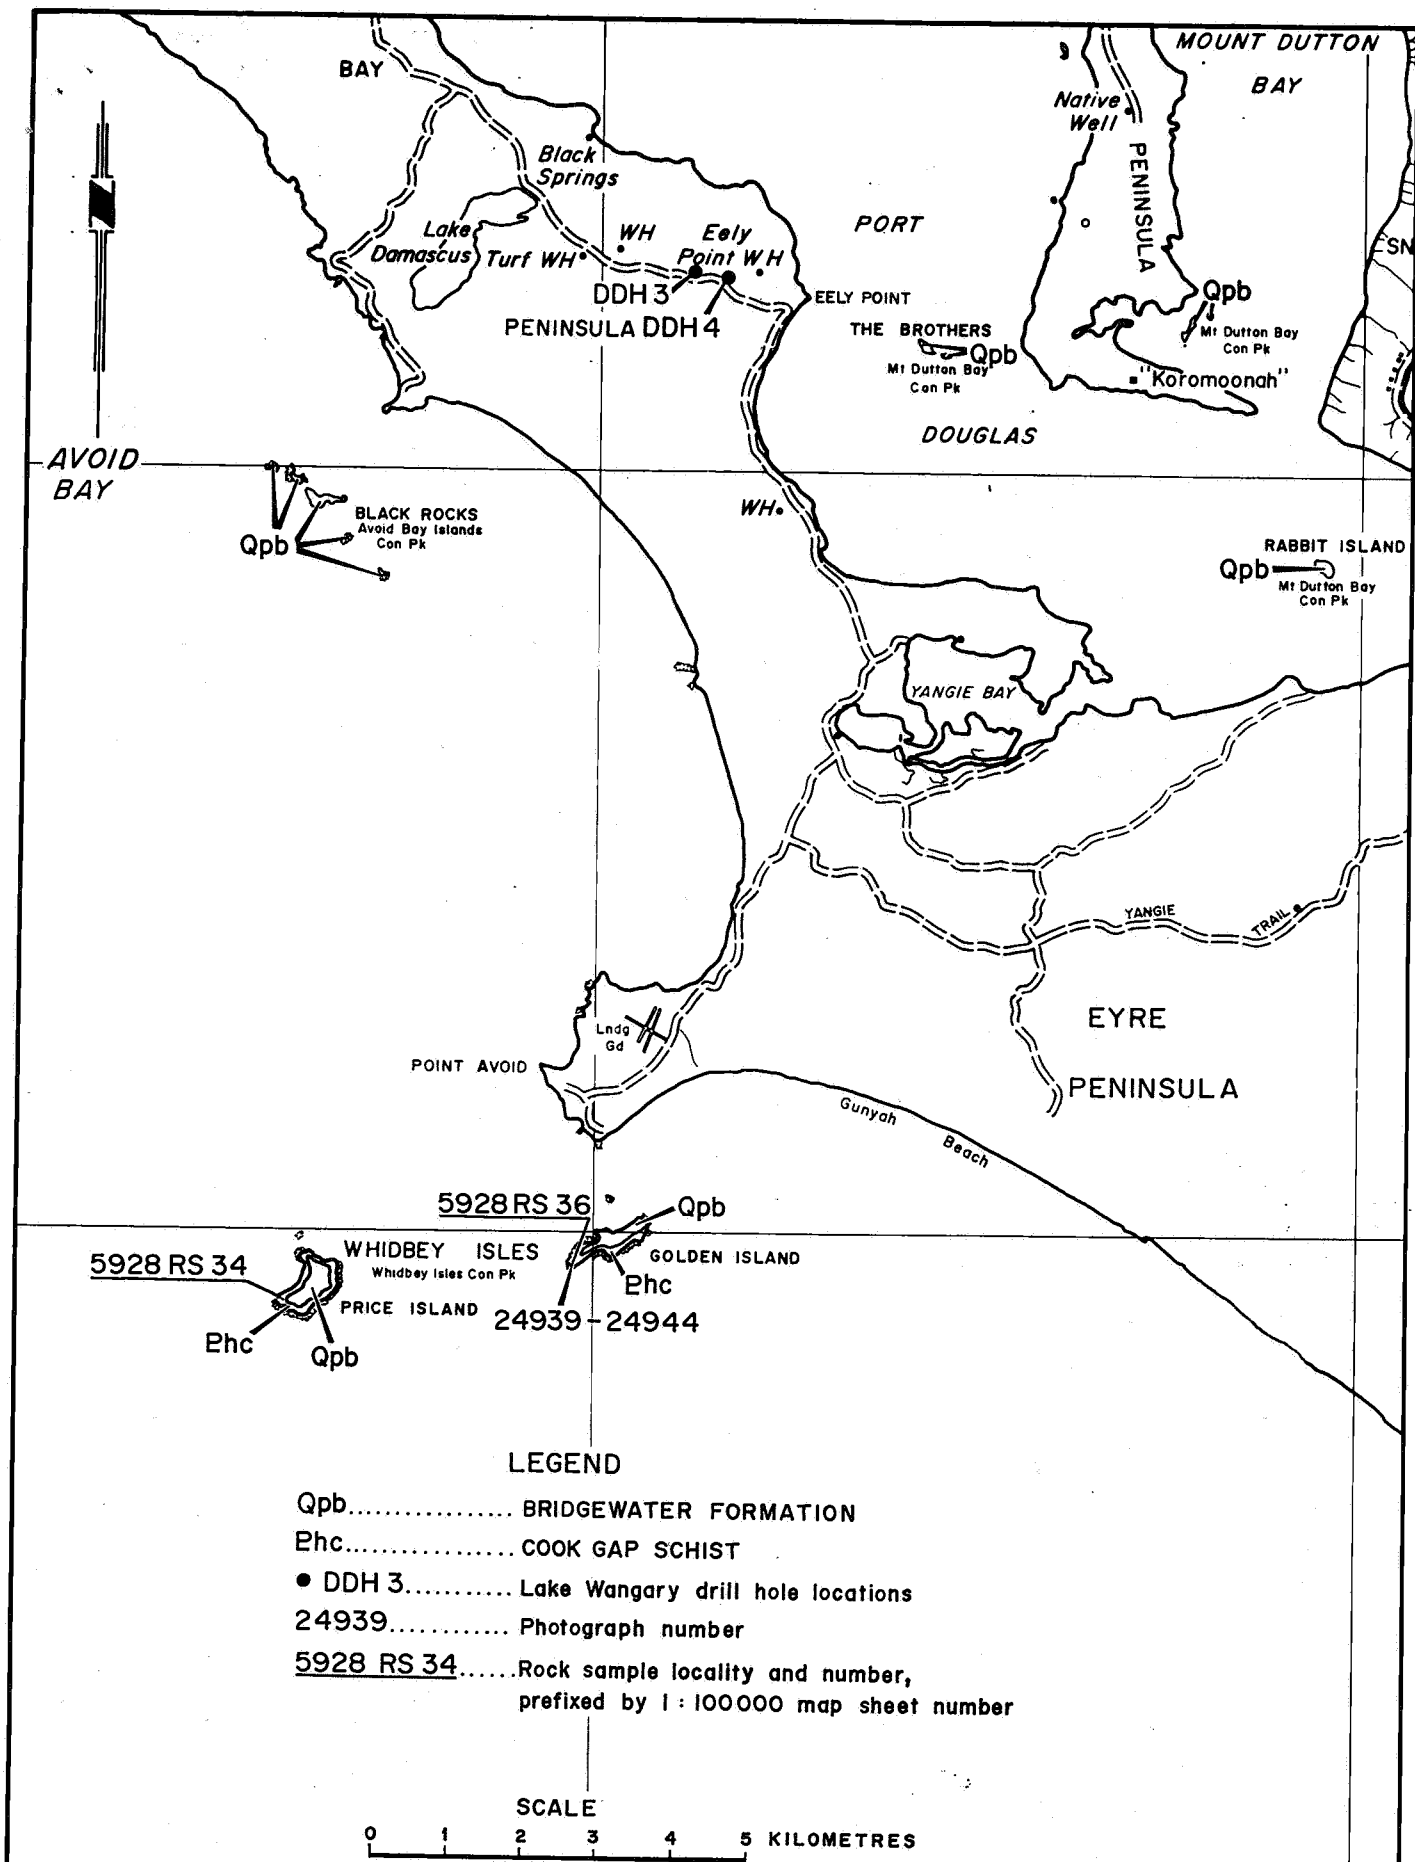 MOUNT DUTTON
BAY
BAY
Native
Well
PENINSULA
Black
Springs
Lake
Damascus
Turf WH
WH
Eely
Point WH
PORT
SN
DDH 3
PENINSULA DDH 4
EELY POINT
Qpb
Mt Dutton Bay
Con Pk
THE BROTHERS
Qpb
Mt Dutton Bay
Con Pk
"Koromoonah"
DOUGLAS
AVOID
BAY
WH
BLACK ROCKS
Avoid Bay Islands
Con Pk
Qpb
RABBIT ISLAND
Qpb
Mt Dutton Bay
Con Pk
YANGIE BAY
YANGIE
TRAIL
EYRE
PENINSULA
Lndg
Gd
POINT AVOID
Gunyah
Beach
5928 RS 36
Qpb
WHIDBEY ISLES
Whidbey Isles Con Pk
GOLDEN ISLAND
5928 RS 34
Phc
PRICE ISLAND
24939-24944
Phc
Qpb
LEGEND
Qpb................ BRIDGEWATER FORMATION
Phc................ COOK GAP SCHIST
● DDH 3........... Lake Wangary drill hole locations
24939............ Photograph number
5928 RS 34...... Rock sample locality and number,
prefixed by 1 : 100000 map sheet number
SCALE
0 1 2 3 4 5 KILOMETRES